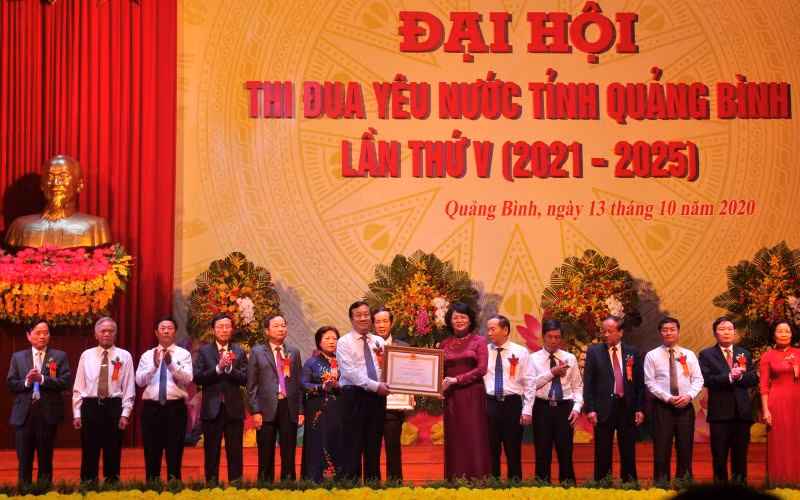 ĐẠI HỘI
THI ĐUA YÊU NƯỚC TỈNH QUẢNG BÌNH
LẦN THỨ V (2021 - 2025)
Quảng Bình, ngày 13 tháng 10 năm 2020